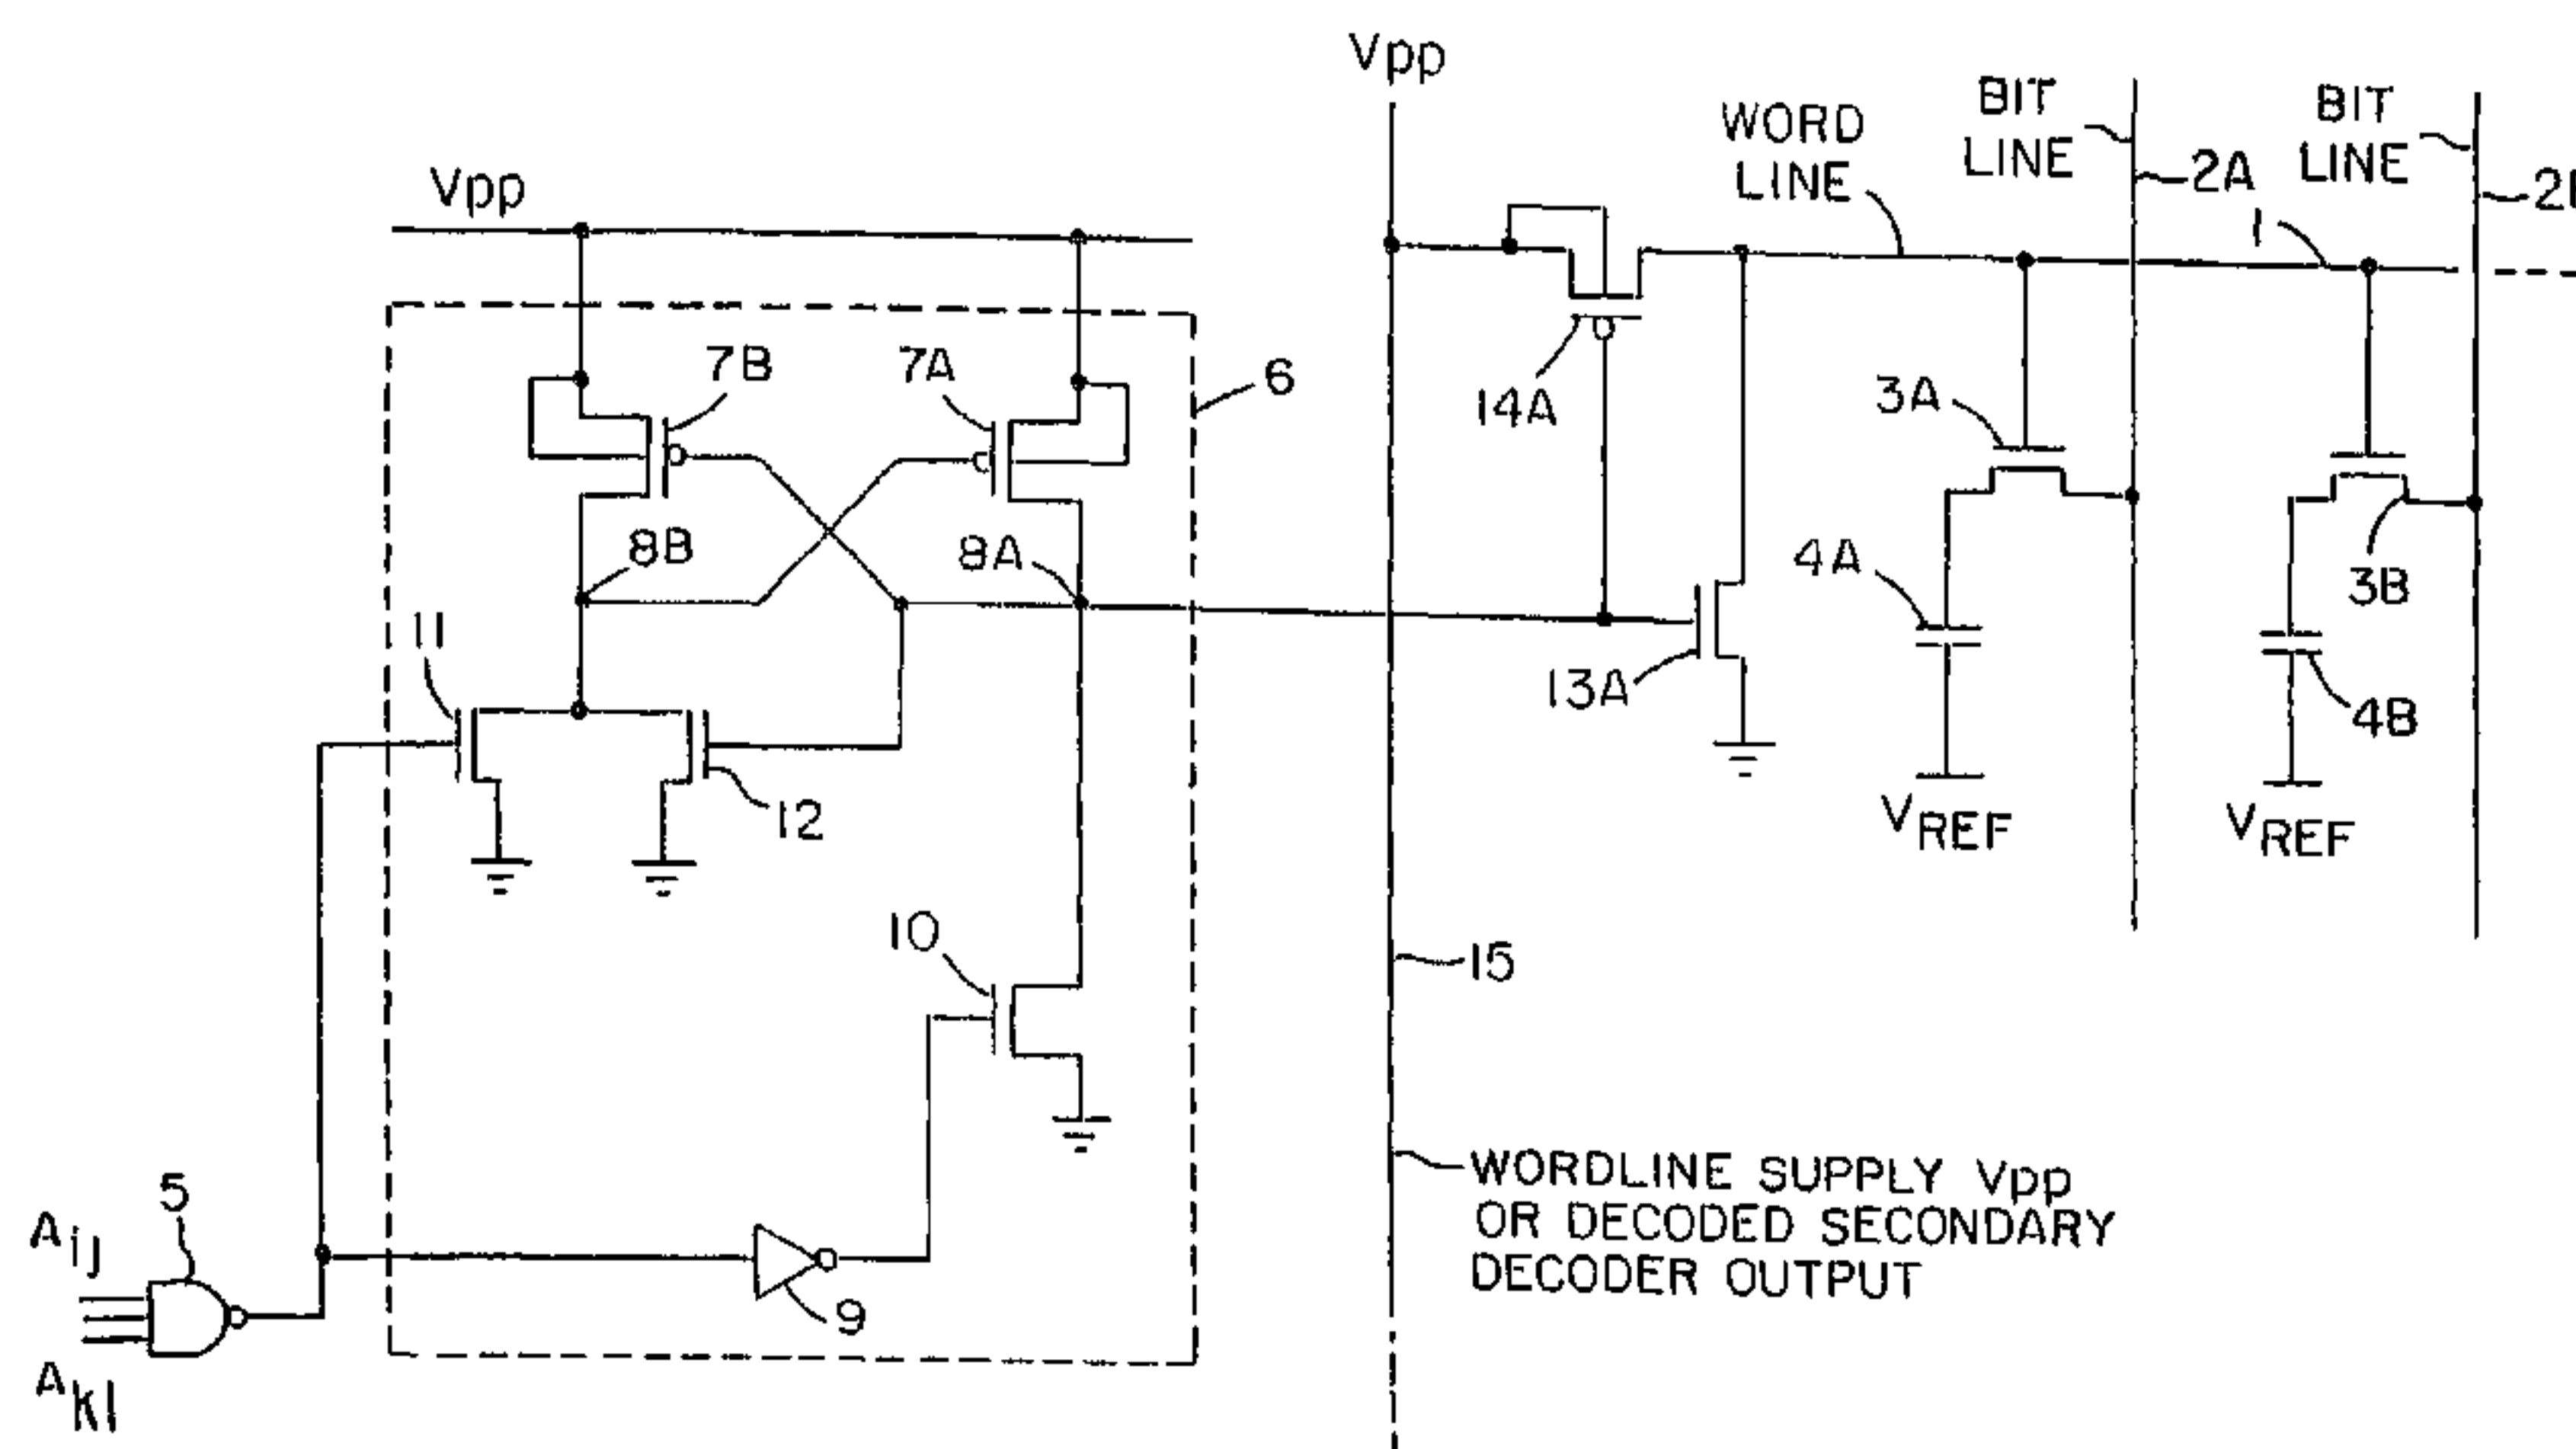 Vpp
BIT
LINE
BIT
LINE
WORD
LINE
2A
1
Vpp
7B
7A
6
14A
3A
8B
8A
4A
3B
11
13A
4B
12
VREF
VREF
10
15
WORDLINE SUPPLY Vpp
OR DECODED SECONDARY
DECODER OUTPUT
5
Aij
9
Akl